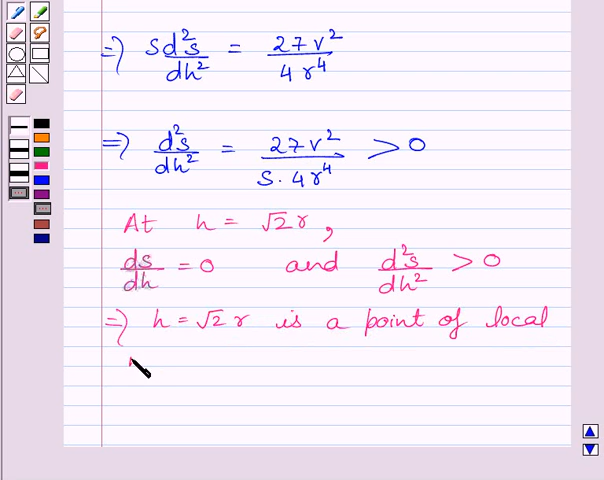 ⇒ S d²s/dh² = 27v²/4r⁴
⇒ d²s/dh² = 27v²/S·4r⁴ > 0
At h = √2r,
ds/dh = 0 and d²s/dh² > 0
⇒ h = √2 r is a point of local